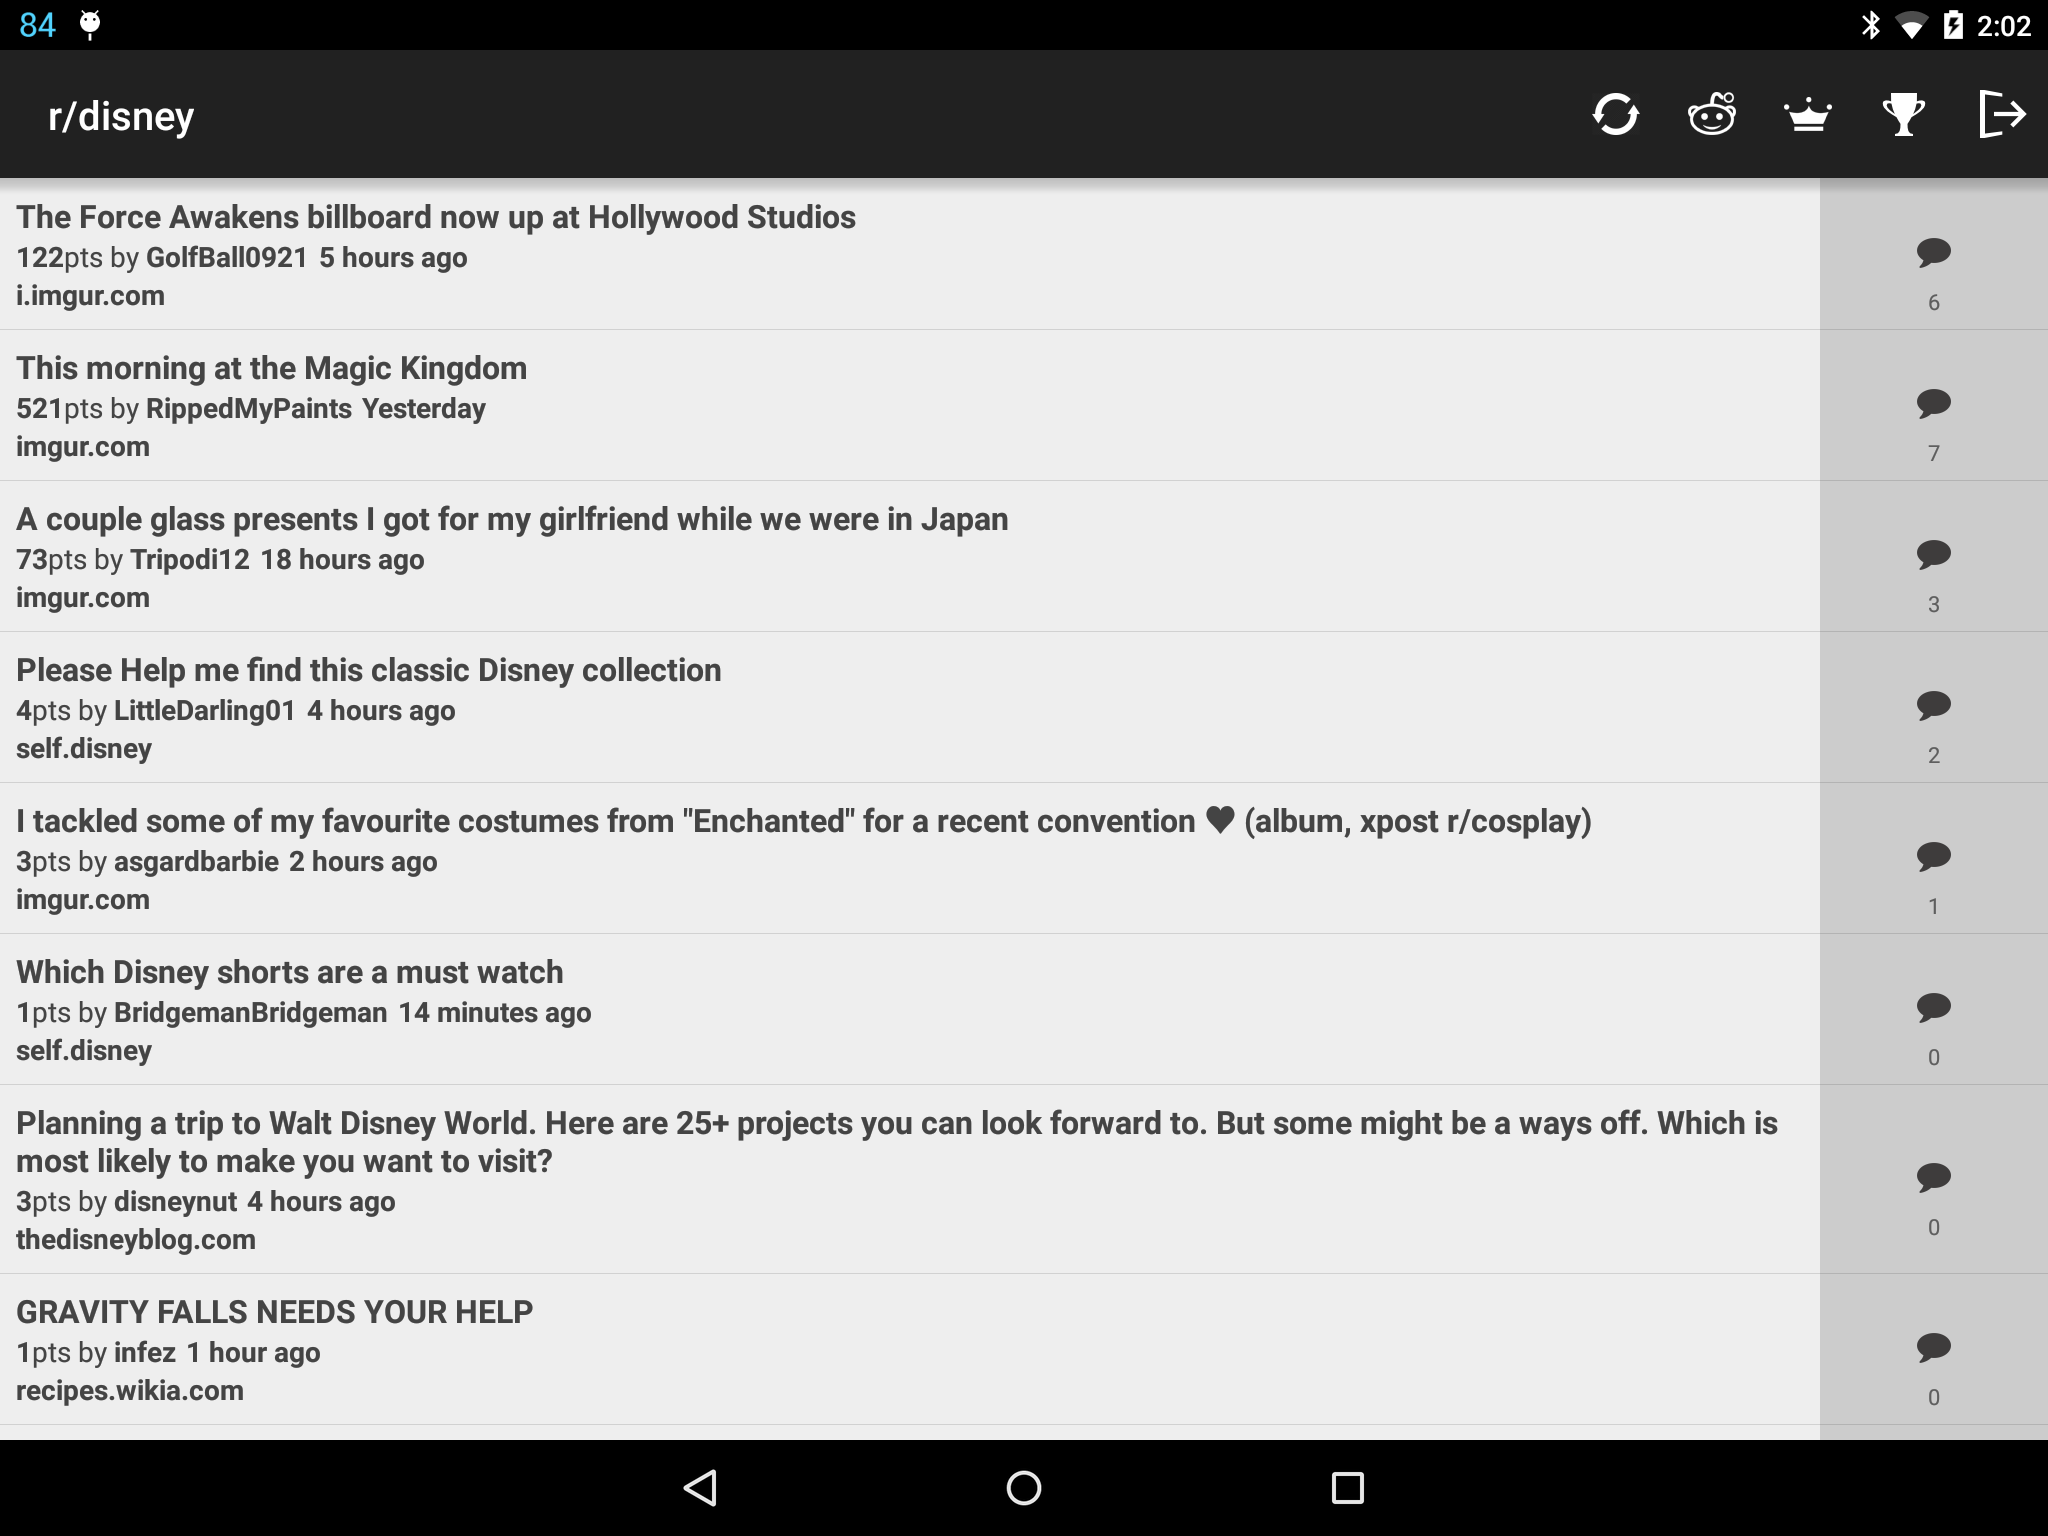 84
2:02
r/disney
The Force Awakens billboard now up at Hollywood Studios
122pts by GolfBall0921 5 hours ago
i.imgur.com
6
This morning at the Magic Kingdom
521pts by RippedMyPaints Yesterday
imgur.com
7
A couple glass presents I got for my girlfriend while we were in Japan
73pts by Tripodi12 18 hours ago
imgur.com
3
Please Help me find this classic Disney collection
4pts by LittleDarling01 4 hours ago
self.disney
2
I tackled some of my favourite costumes from "Enchanted" for a recent convention ♥ (album, xpost r/cosplay)
3pts by asgardbarbie 2 hours ago
imgur.com
1
Which Disney shorts are a must watch
1pts by BridgemanBridgeman 14 minutes ago
self.disney
0
Planning a trip to Walt Disney World. Here are 25+ projects you can look forward to. But some might be a ways off. Which is
most likely to make you want to visit?
3pts by disneynut 4 hours ago
thedisneyblog.com
0
GRAVITY FALLS NEEDS YOUR HELP
1pts by infez 1 hour ago
recipes.wikia.com
0